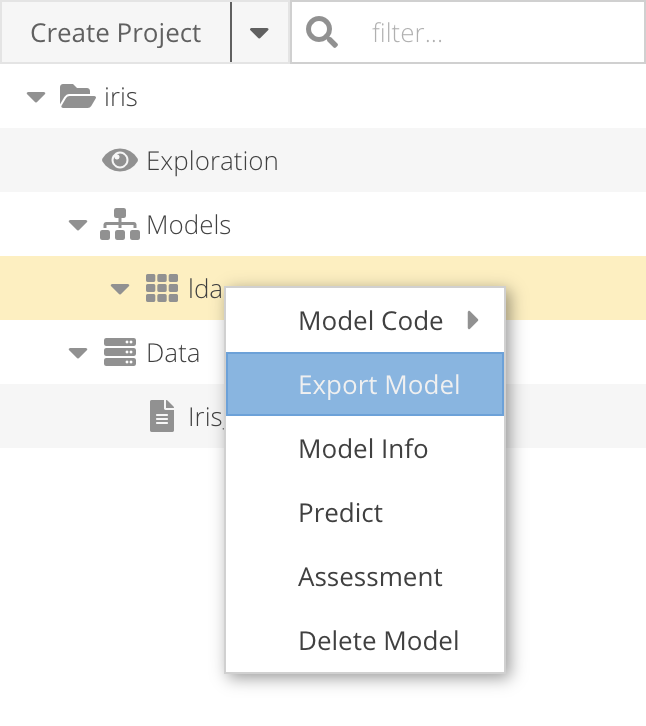 Create Project
filter...
iris
Exploration
Models
lda
Model Code
Export Model
Data
Iris
Model Info
Predict
Assessment
Delete Model